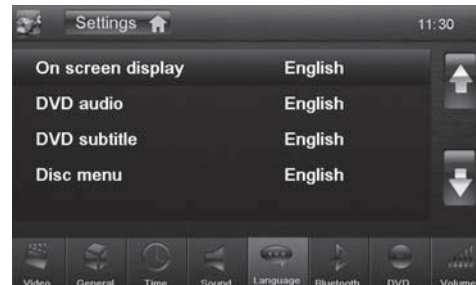 Settings 11:30
On screen display English
DVD audio English
DVD subtitle English
Disc menu English
Video General Time Sound Language Bluetooth DVD Volume